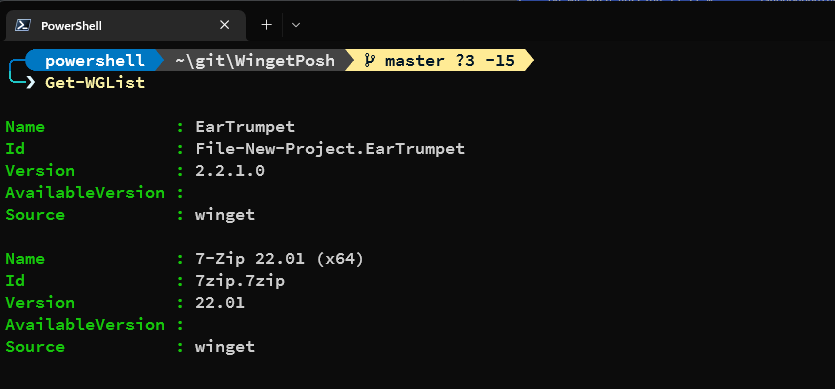 PowerShell
powershell ~\git\WingetPosh master ?3 -15
Get-WGList
Name : EarTrumpet
Id : File-New-Project.EarTrumpet
Version : 2.2.1.0
AvailableVersion :
Source : winget
Name : 7-Zip 22.01 (x64)
Id : 7zip.7zip
Version : 22.01
AvailableVersion :
Source : winget